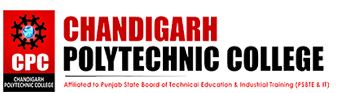 CPC
CHANDIGARH
POLYTECHNIC COLLEGE
CHANDIGARH
POLYTECHNIC COLLEGE
Affiliated to Punjab State Board of Technical Education & Industrial Training (PSBTE & IT)